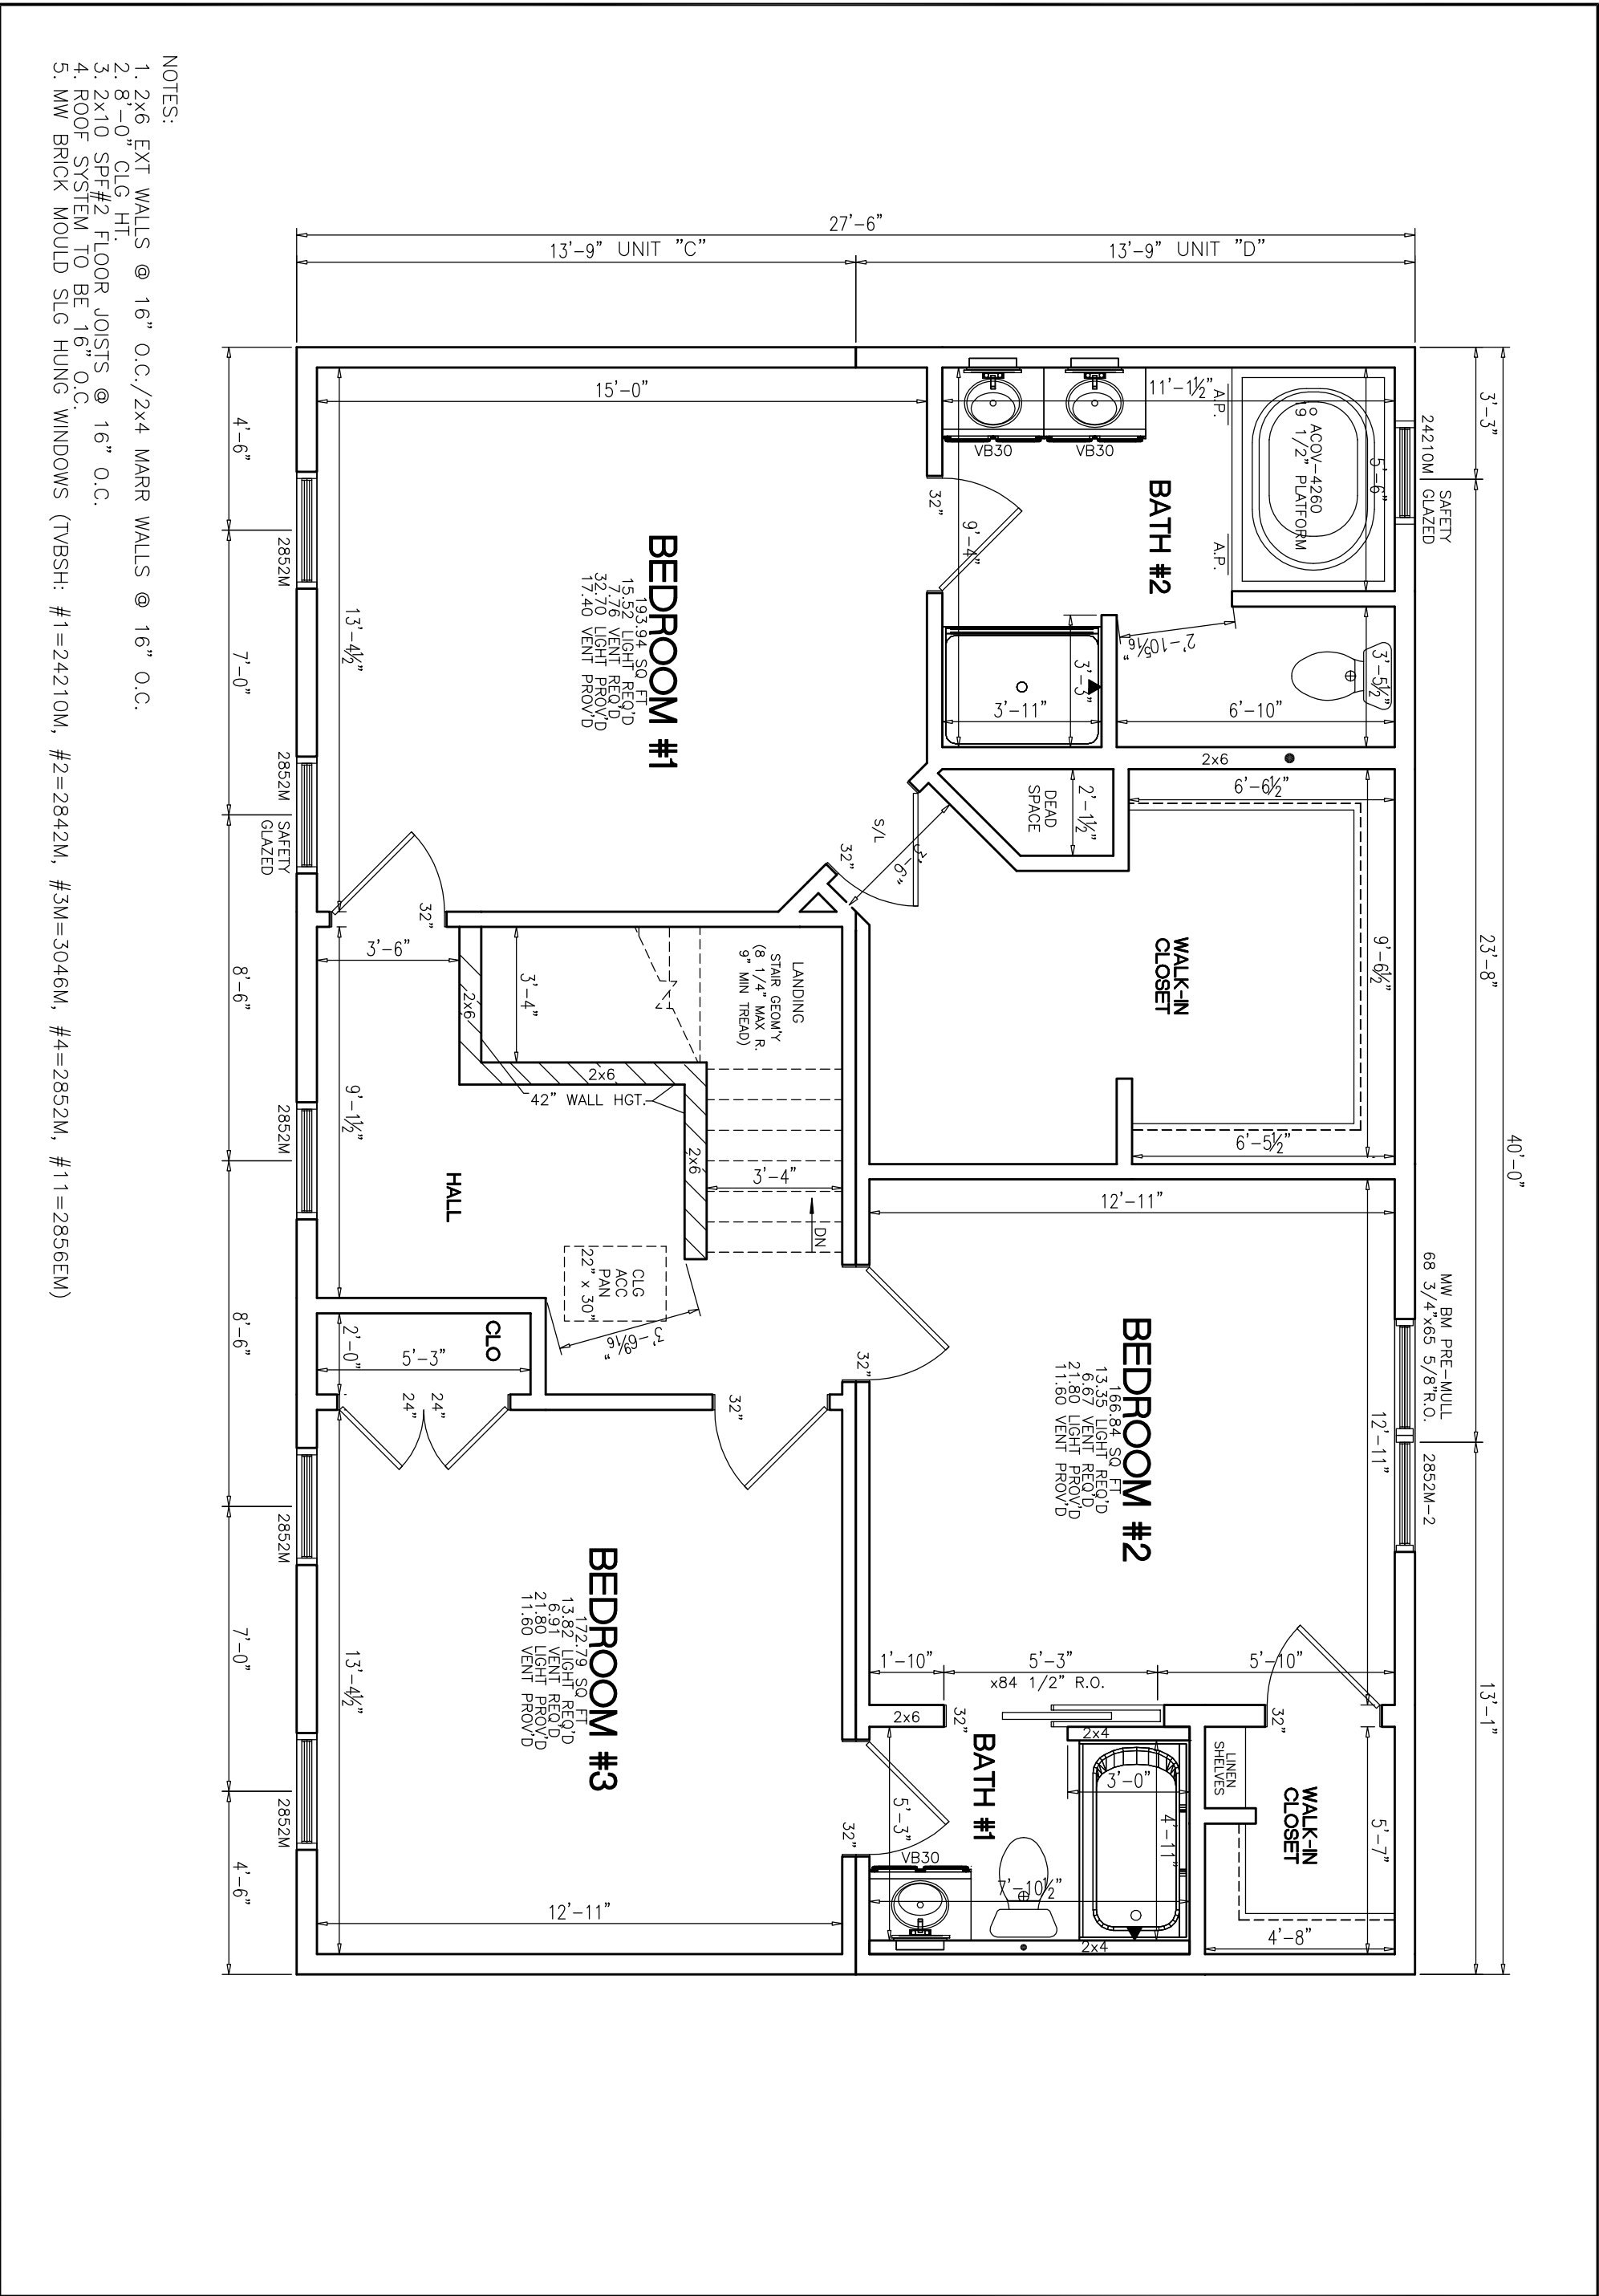 40'-0"
3'-3"
23'-8"
13'-1"
24210M
SAFETY
GLAZED
MW BM PRE-MULL
68 3/4"x65 5/8"R.O.
2852M-2
27'-6"
13'-9" UNIT "D"
13'-9" UNIT "C"
5'-6"
ACOV-4260
19 1/2" PLATFORM
A.P.
A.P.
11'-1½"
BATH #2
VB30
VB30
9'-4"
32"
2'-10 5/16"
3'-5½"
6'-10"
3'-3"
3'-11"
2x6
6'-6½"
2'-1½"
DEAD
SPACE
9'-6½"
WALK-IN
CLOSET
6'-5½"
3'-6"
32"
S/L
12'-11"
12'-11"
BEDROOM #2
166.84 SQ FT
13.35 LIGHT REQ'D
6.67 VENT REQ'D
21.80 LIGHT PROV'D
11.60 VENT PROV'D
32"
5'-10"
5'-3"
x84 1/2" R.O.
1'-10"
32"
32"
2x6
2x4
LINEN
SHELVES
WALK-IN
CLOSET
5'-7"
4'-8"
BATH #1
3'-0"
4'-11"
5'-3"
7'-10½"
VB30
2x4
32"
15'-0"
BEDROOM #1
193.94 SQ FT
15.52 LIGHT REQ'D
7.76 VENT REQ'D
32.70 LIGHT PROV'D
17.40 VENT PROV'D
13'-4½"
32"
3'-6"
LANDING
STAIR GEOM'Y
(8 1/4" MAX R.
9" MIN TREAD)
3'-4"
2x6
2x6
42" WALL HGT.
2x6
3'-4"
DN
9'-1½"
HALL
CLG
ACC
PAN
22" x 30"
3'-6 9/16"
CLO
2'-0"
5'-3"
24"
24"
32"
BEDROOM #3
172.79 SQ FT
13.82 LIGHT REQ'D
6.91 VENT REQ'D
21.80 LIGHT PROV'D
11.60 VENT PROV'D
13'-4½"
12'-11"
2852M
2852M
SAFETY
GLAZED
2852M
2852M
2852M
4'-6"
7'-0"
8'-6"
8'-6"
7'-0"
4'-6"
NOTES:
1. 2x6 EXT WALLS @ 16" O.C./2x4 MARR WALLS @ 16" O.C.
2. 8'-0" CLG HT.
3. 2x10 SPF#2 FLOOR JOISTS @ 16" O.C.
4. ROOF SYSTEM TO BE 16" O.C.
5. MW BRICK MOULD SLG HUNG WINDOWS (TVBSH: #1=24210M, #2=2842M, #3M=3046M, #4=2852M, #11=2856EM)